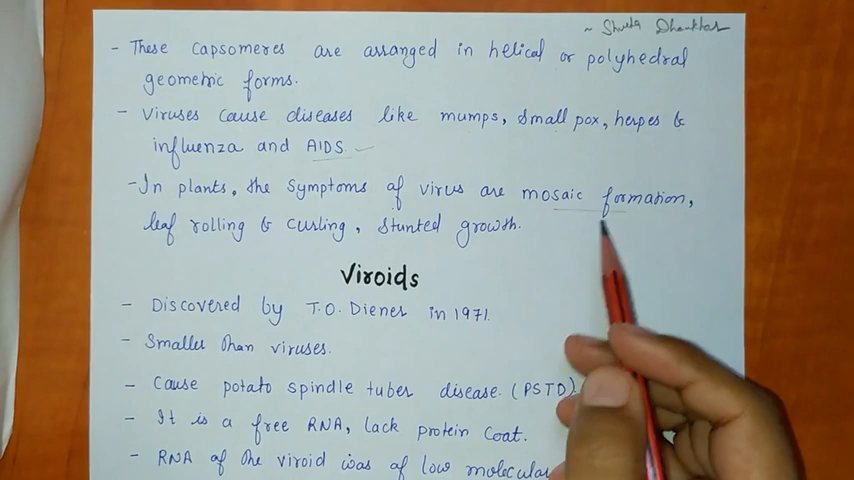 ~ Shweta Dhankhar
- These capsomeres are arranged in helical or polyhedral
geometric forms.
- Viruses cause diseases like mumps, small pox, herpes &
influenza and AIDS
- In plants, the symptoms of virus are mosaic formation,
leaf rolling & curling, stunted growth.
Viroids
- Discovered by T.O. Diener in 1971.
- Smaller than viruses.
- Cause potato spindle tuber disease. (PSTD)
- It is a free RNA, lack protein coat.
- RNA of the viroid was of low molecular